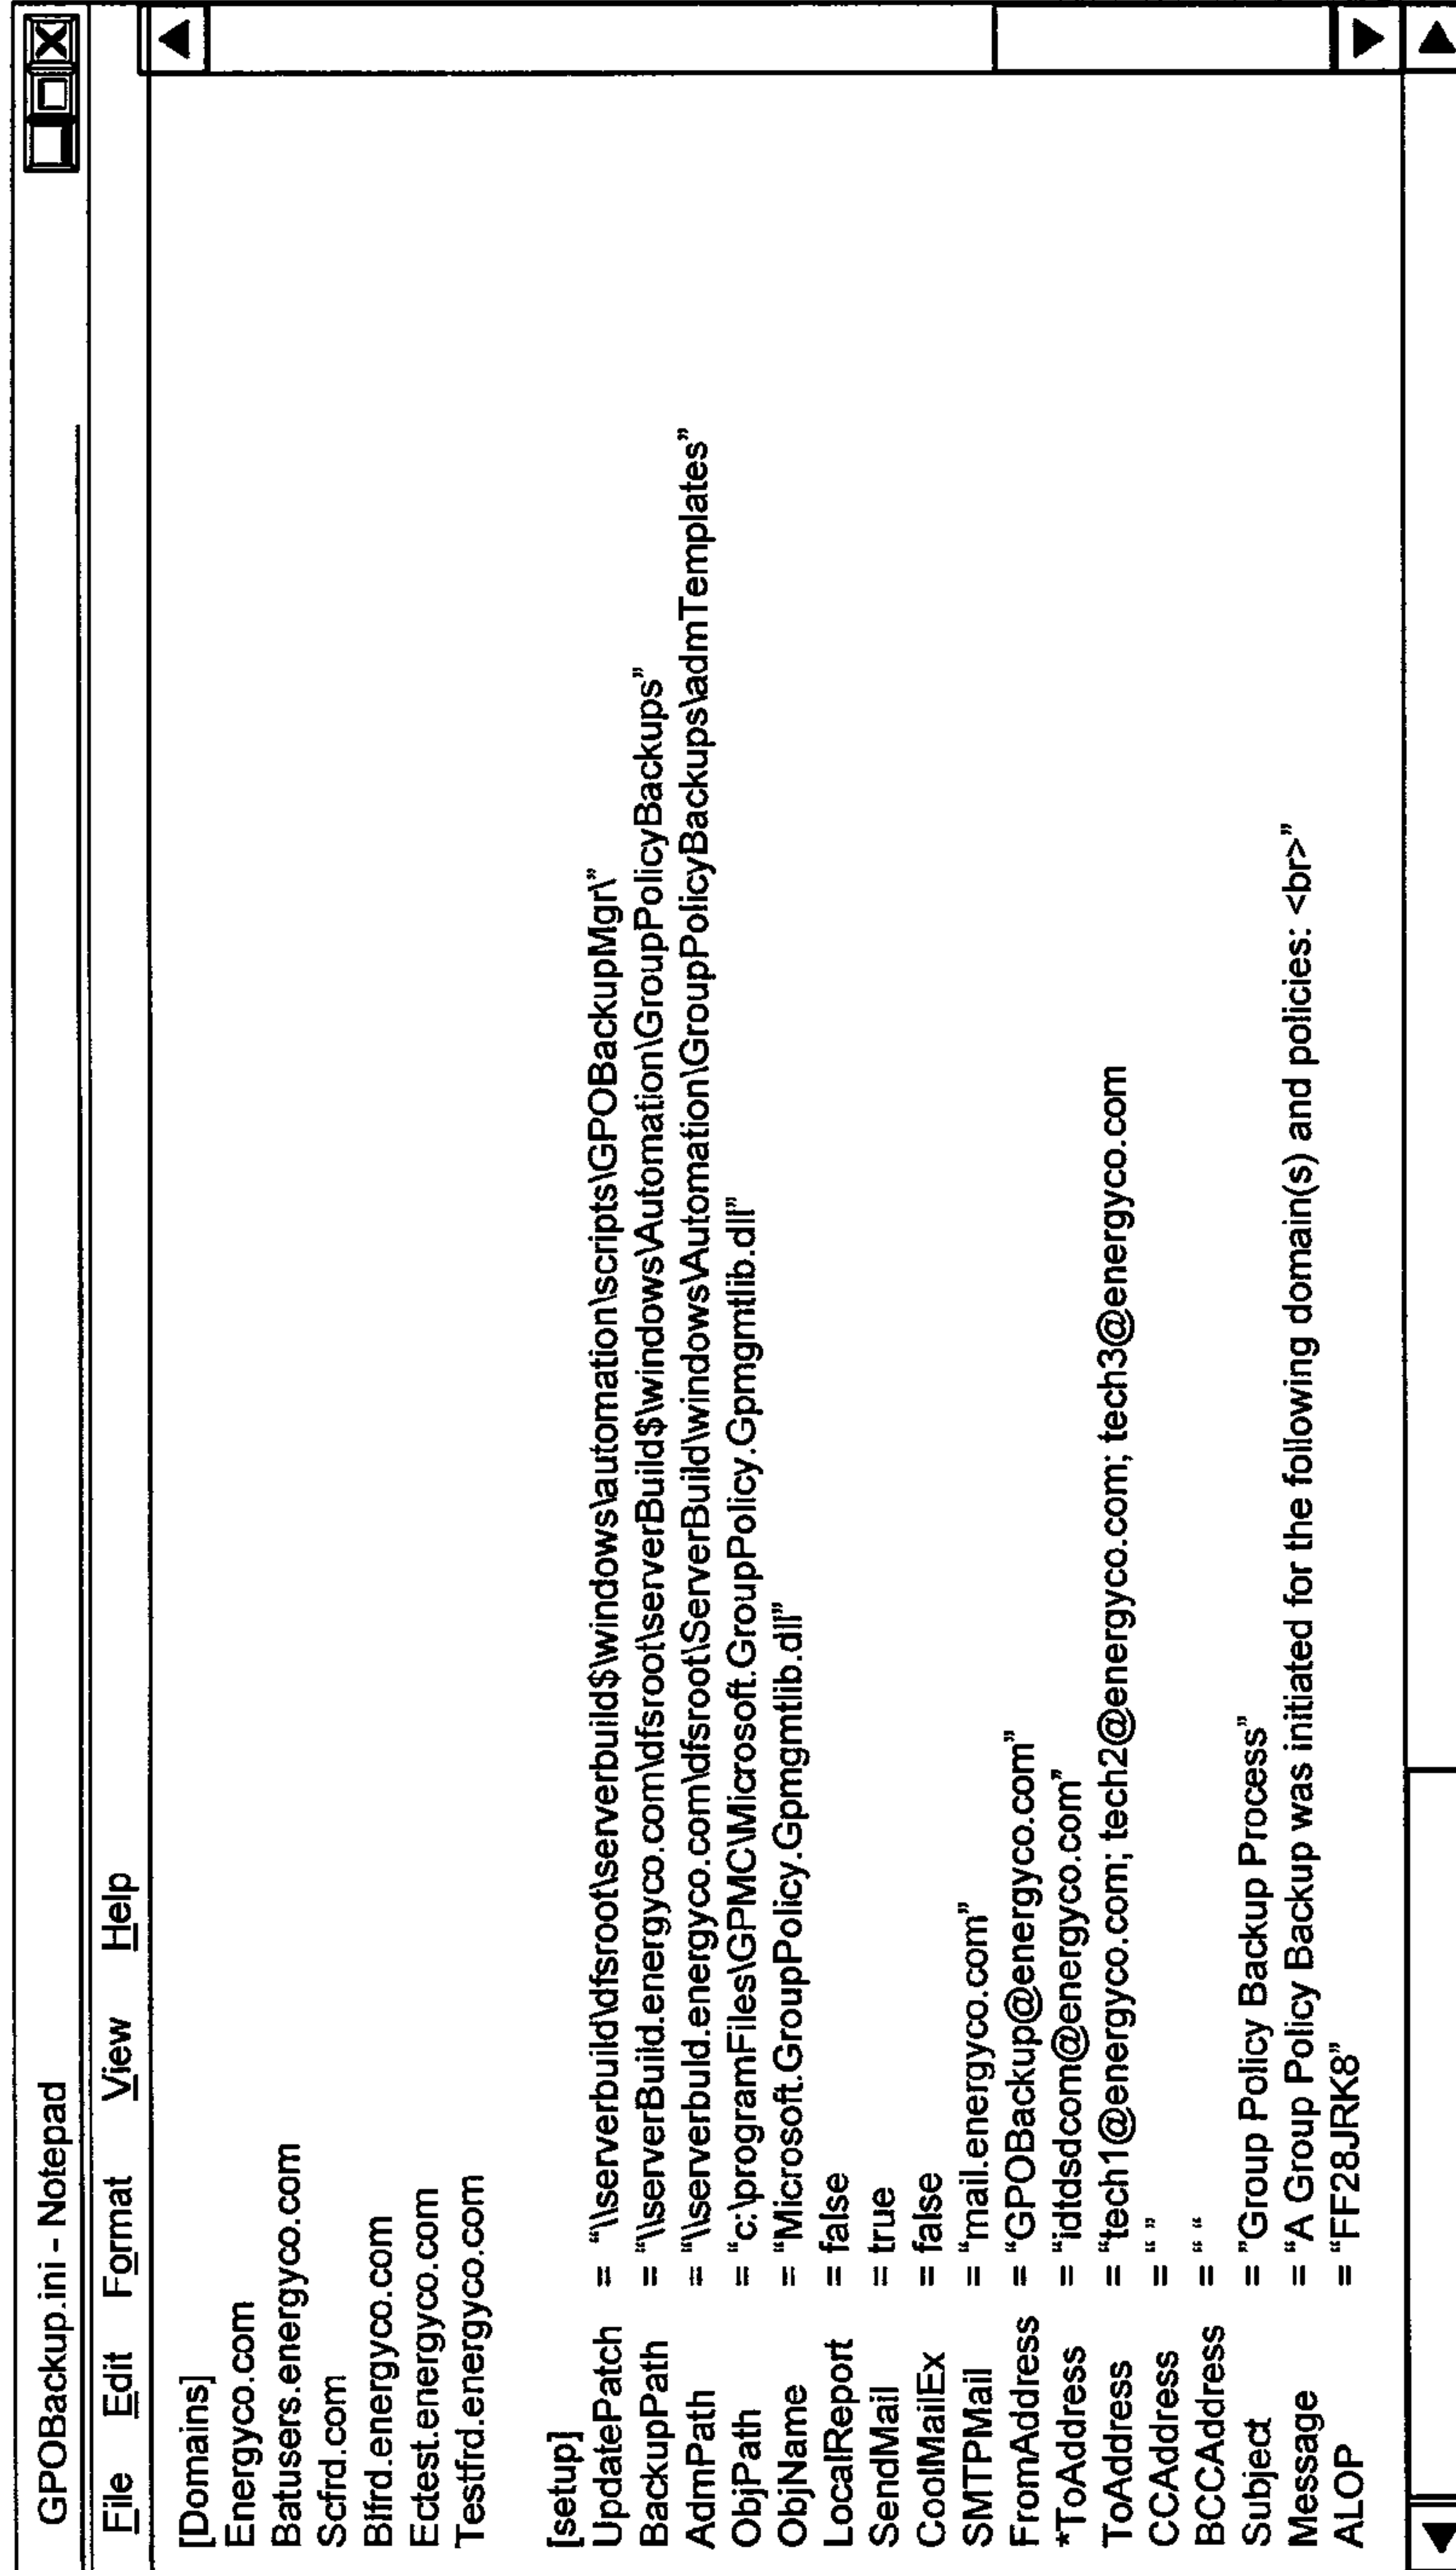 GPOBackup.ini – Notepad
File Edit Format View Help
[Domains]
Energyco.com
Batusers.energyco.com
Scfrd.com
Blfrd.energyco.com
Ectest.energyco.com
Testfrd.energyco.com
[setup]
UpdatePatch = “\\serverbuild\dfsroot\serverbuild$\windows\automation\scripts\GPOBackupMgr\”
BackupPath = “\\serverBuild.energyco.com\dfsroot\serverBuild$\windows\Automation\GroupPolicyBackups”
AdmPath = “\\serverbuld.energyco.com\dfsroot\ServerBuild\windows\Automation\GroupPolicyBackups\admTemplates”
ObjPath = “c:\programFiles\GPMC\Microsoft.GroupPolicy.Gpmgmtlib.dll”
ObjName = “Microsoft.GroupPolicy.Gpmgmtlib.dll”
LocalReport = false
SendMail = true
CoolMailEx = false
SMTPMail = “mail.energyco.com”
FromAddress = “GPOBackup@energyco.com”
*ToAddress = “idtdsdcom@energyco.com”
ToAddress = “tech1@energyco.com; tech2@energyco.com; tech3@energyco.com
CCAddress = “ ”
BCCAddress = “ “
Subject = ”Group Policy Backup Process”
Message = “A Group Policy Backup was initiated for the following domain(s) and policies: <br>”
ALOP = “FF28JRK8”